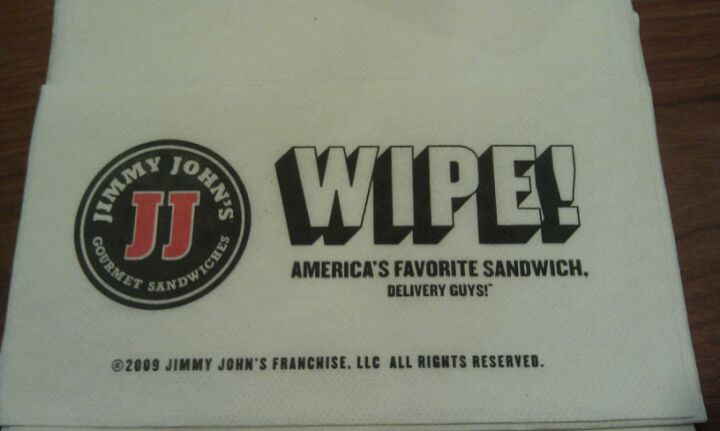 JIMMY JOHN'S
JJ
GOURMET SANDWICHES
WIPE!
AMERICA'S FAVORITE SANDWICH,
DELIVERY GUYS!™
©2009 JIMMY JOHN'S FRANCHISE, LLC ALL RIGHTS RESERVED.